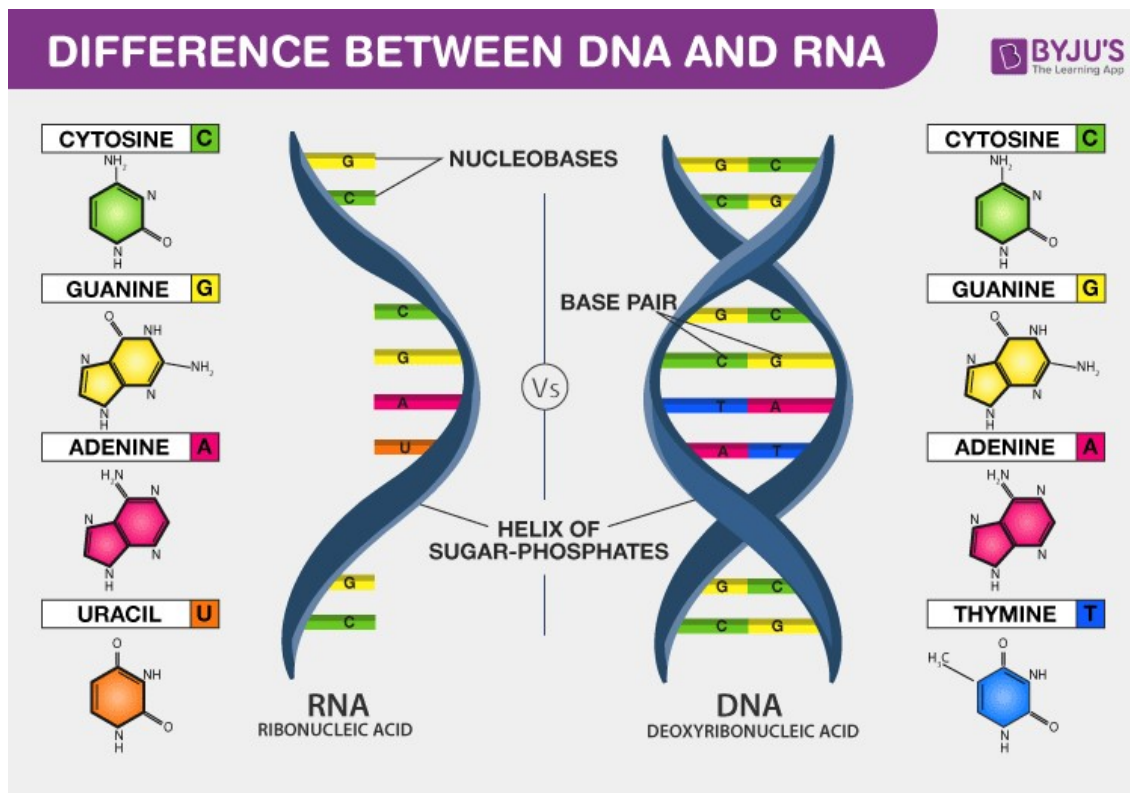 DIFFERENCE BETWEEN DNA AND RNA
BYJU'S
The Learning App
CYTOSINE C
NH₂
N
O
N
H
GUANINE G
O
NH
N
NH₂
N
N
H
ADENINE A
H₂N
N
N
N
N
H
URACIL U
O
NH
O
N
H
G
C
NUCLEOBASES
C
G
A
U
G
C
RNA
RIBONUCLEIC ACID
Vs
BASE PAIR
HELIX OF
SUGAR-PHOSPHATES
G C
C G
G C
C G
T A
A T
G C
C G
DNA
DEOXYRIBONUCLEIC ACID
CYTOSINE C
NH₂
N
O
N
H
GUANINE G
O
NH
N
NH₂
N
N
H
ADENINE A
H₂N
N
N
N
N
H
THYMINE T
O
H₃C
NH
O
N
H